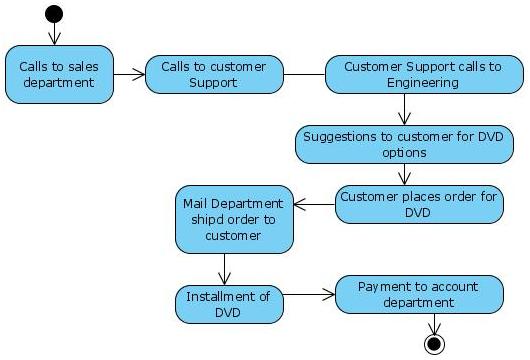 Calls to sales
department
Calls to customer
Support
Customer Support calls to
Engineering
Suggestions to customer for DVD
options
Customer places order for
DVD
Mail Department
shipd order to
customer
Installment of
DVD
Payment to account
department